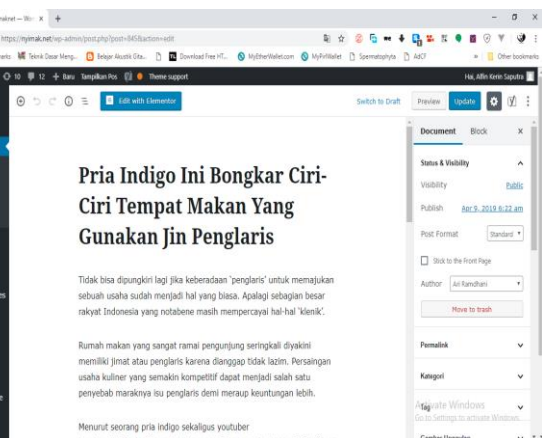 https://nyimak.net/wp-admin/post.php?post=8458action=edit
Teknik Dasar Meng..
Belajar Akustik Gita..
Download Free HT..
MyEtherWallet.com
Spermatophyta
AdCF
Other bookmarks
10 12 + Baru Tampilkan Pos Theme support
Hai, Alfin Kerin Saputra
Edit with Elementor
Switch to Draft
Preview
Update
Document Block X
Status & Visibility
Visibility Public
Publish Apr 9, 2019 6:22 am
Post Format Standard
Stick to the Front Page
Author Ari Ramdhani
Move to trash
Permalink
Kategori
Tag
Activate Windows
Go to Settings to activate Windows.
Pria Indigo Ini Bongkar Ciri-
Ciri Tempat Makan Yang
Gunakan Jin Penglaris
Tidak bisa dipungkiri lagi jika keberadaan 'penglaris' untuk memajukan
sebuah usaha sudah menjadi hal yang biasa. Apalagi sebagian besar
rakyat Indonesia yang notabene masih mempercayai hal-hal 'klenik'.
Rumah makan yang sangat ramai pengunjung seringkali diyakini
memiliki jimat atau penglaris karena dianggap tidak lazim. Persaingan
usaha kuliner yang semakin kompetitif dapat menjadi salah satu
penyebab maraknya isu penglaris demi meraup keuntungan lebih.
Menurut seorang pria indigo sekaligus youtuber